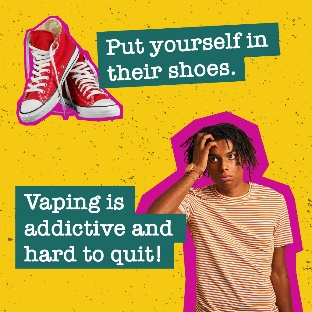 Put yourself in
their shoes.
Vaping is
addictive and
hard to quit!